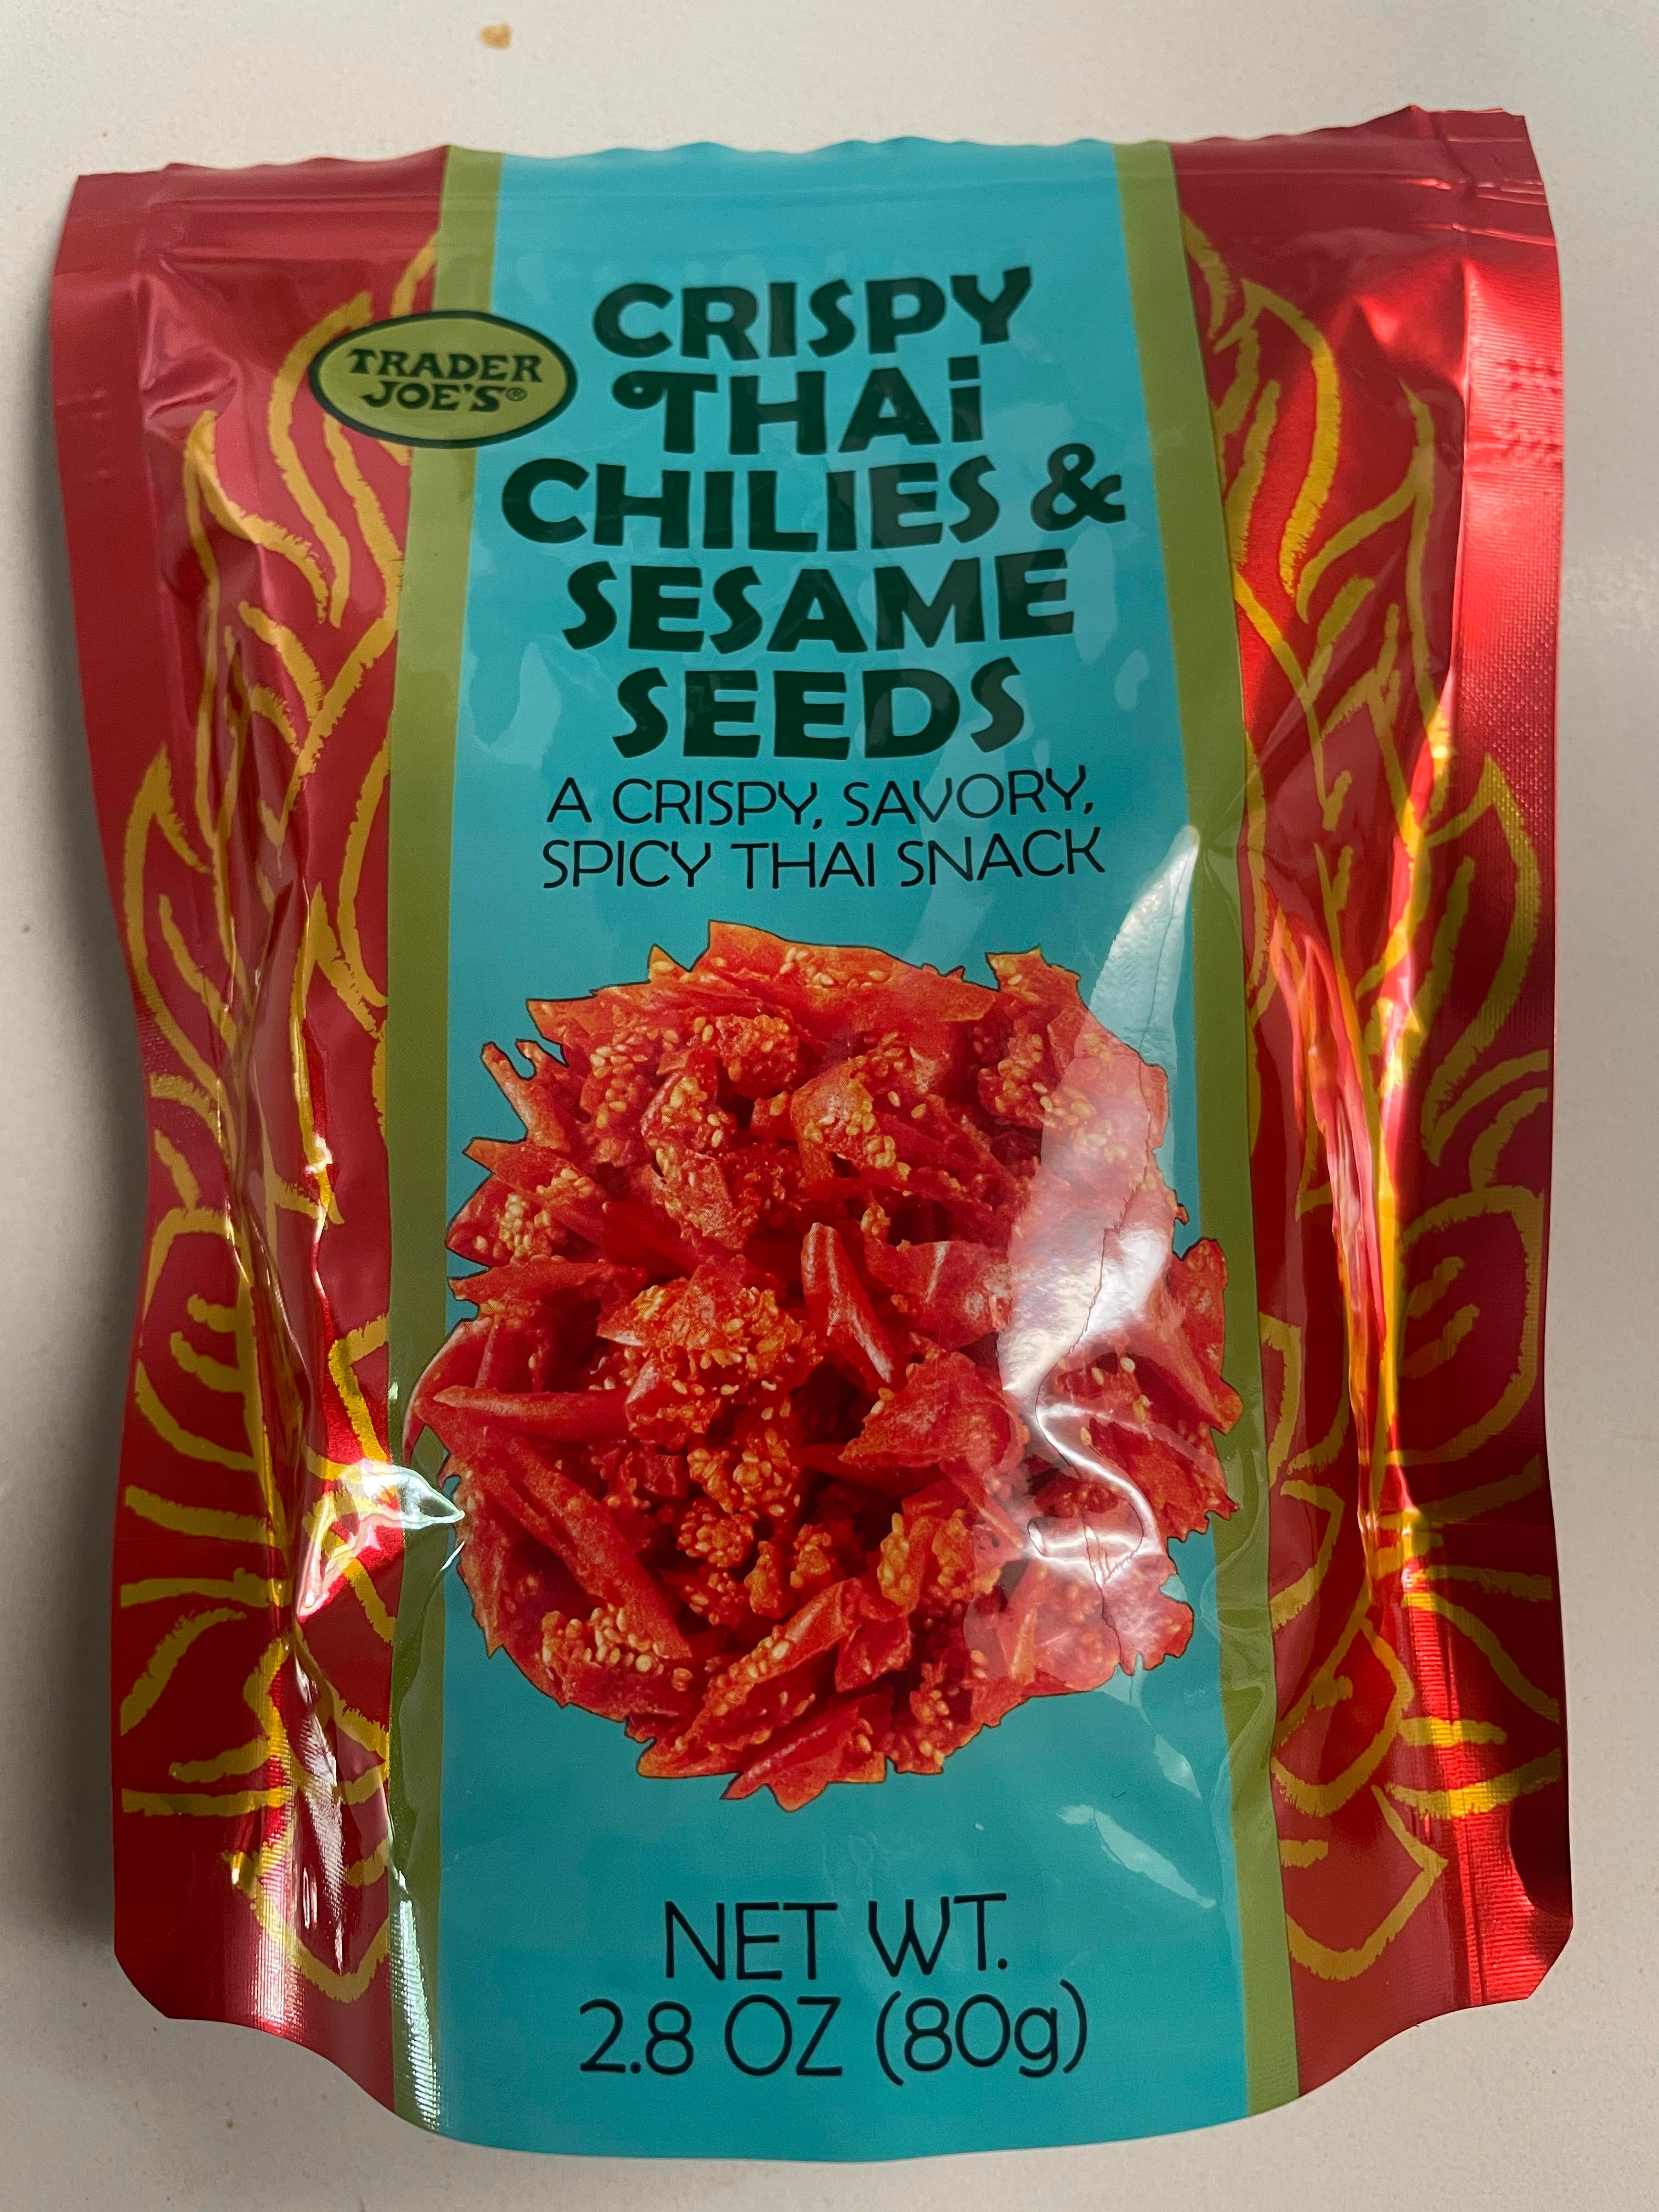 TRADER
JOE'S®
CRISPY
THAi
CHILIES &
SESAME
SEEDS
A CRISPY, SAVORY,
SPICY THAI SNACK
NET WT.
2.8 OZ (80g)